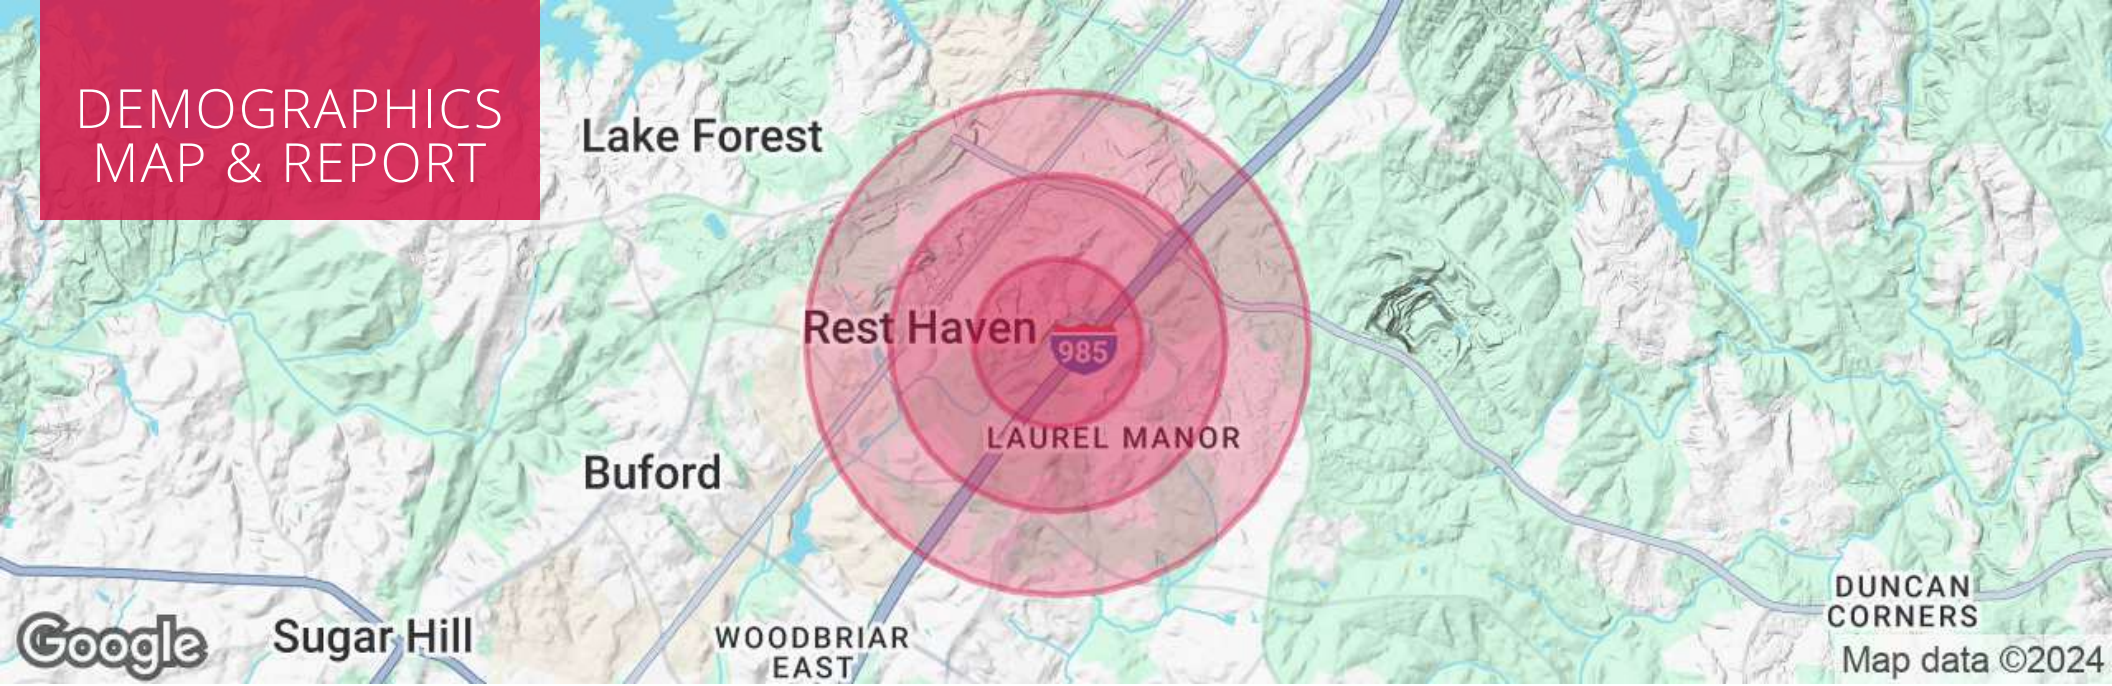 DEMOGRAPHICS
MAP & REPORT
Lake Forest
Rest Haven
985
LAUREL MANOR
Buford
DUNCAN
CORNERS
Sugar Hill
WOODBRIAR
EAST
Google
Map data ©2024